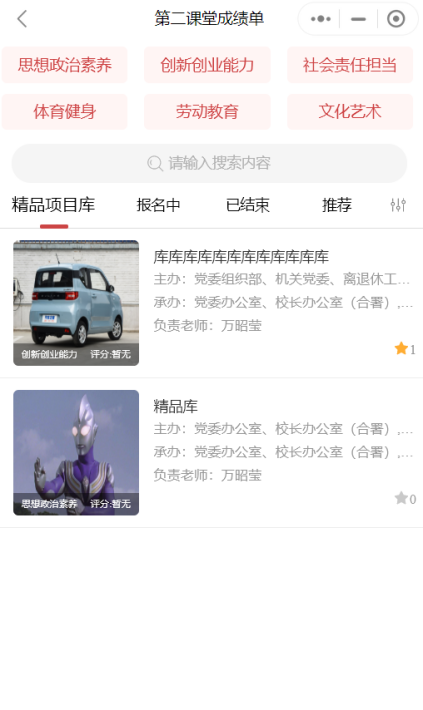 第二课堂成绩单
思想政治素养 创新创业能力 社会责任担当
体育健身 劳动教育 文化艺术
请输入搜索内容
精品项目库 报名中 已结束 推荐
库库库库库库库库库库库库
主办：党委组织部、机关党委、离退休工...
承办：党委办公室、校长办公室（合署）,...
负责老师：万昭莹
创新创业能力 评分:暂无
1
精品库
主办：党委办公室、校长办公室（合署）,...
承办：党委办公室、校长办公室（合署）,...
负责老师：万昭莹
思想政治素养 评分:暂无
0